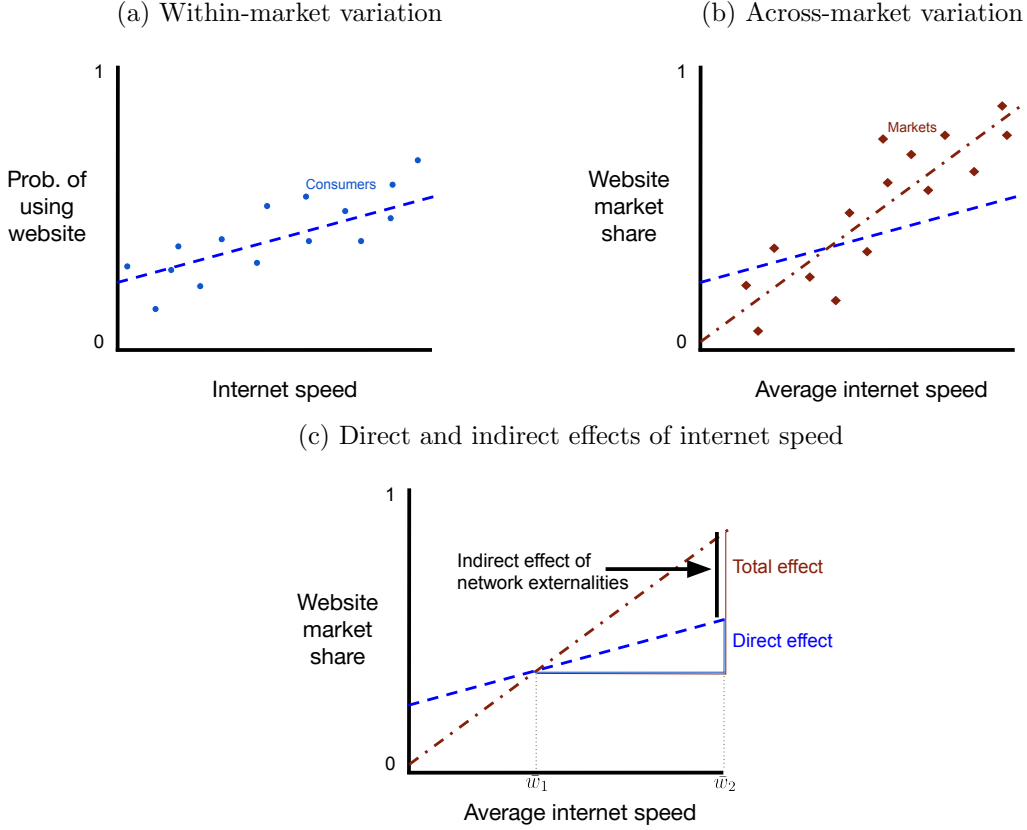 (a) Within-market variation
1
Prob. of
using
website
Consumers
0
Internet speed
(b) Across-market variation
1
Website
market
share
Markets
0
Average internet speed
(c) Direct and indirect effects of internet speed
1
Website
market
share
Indirect effect of
network externalities
Total effect
Direct effect
0
w̄₁
w̄₂
Average internet speed